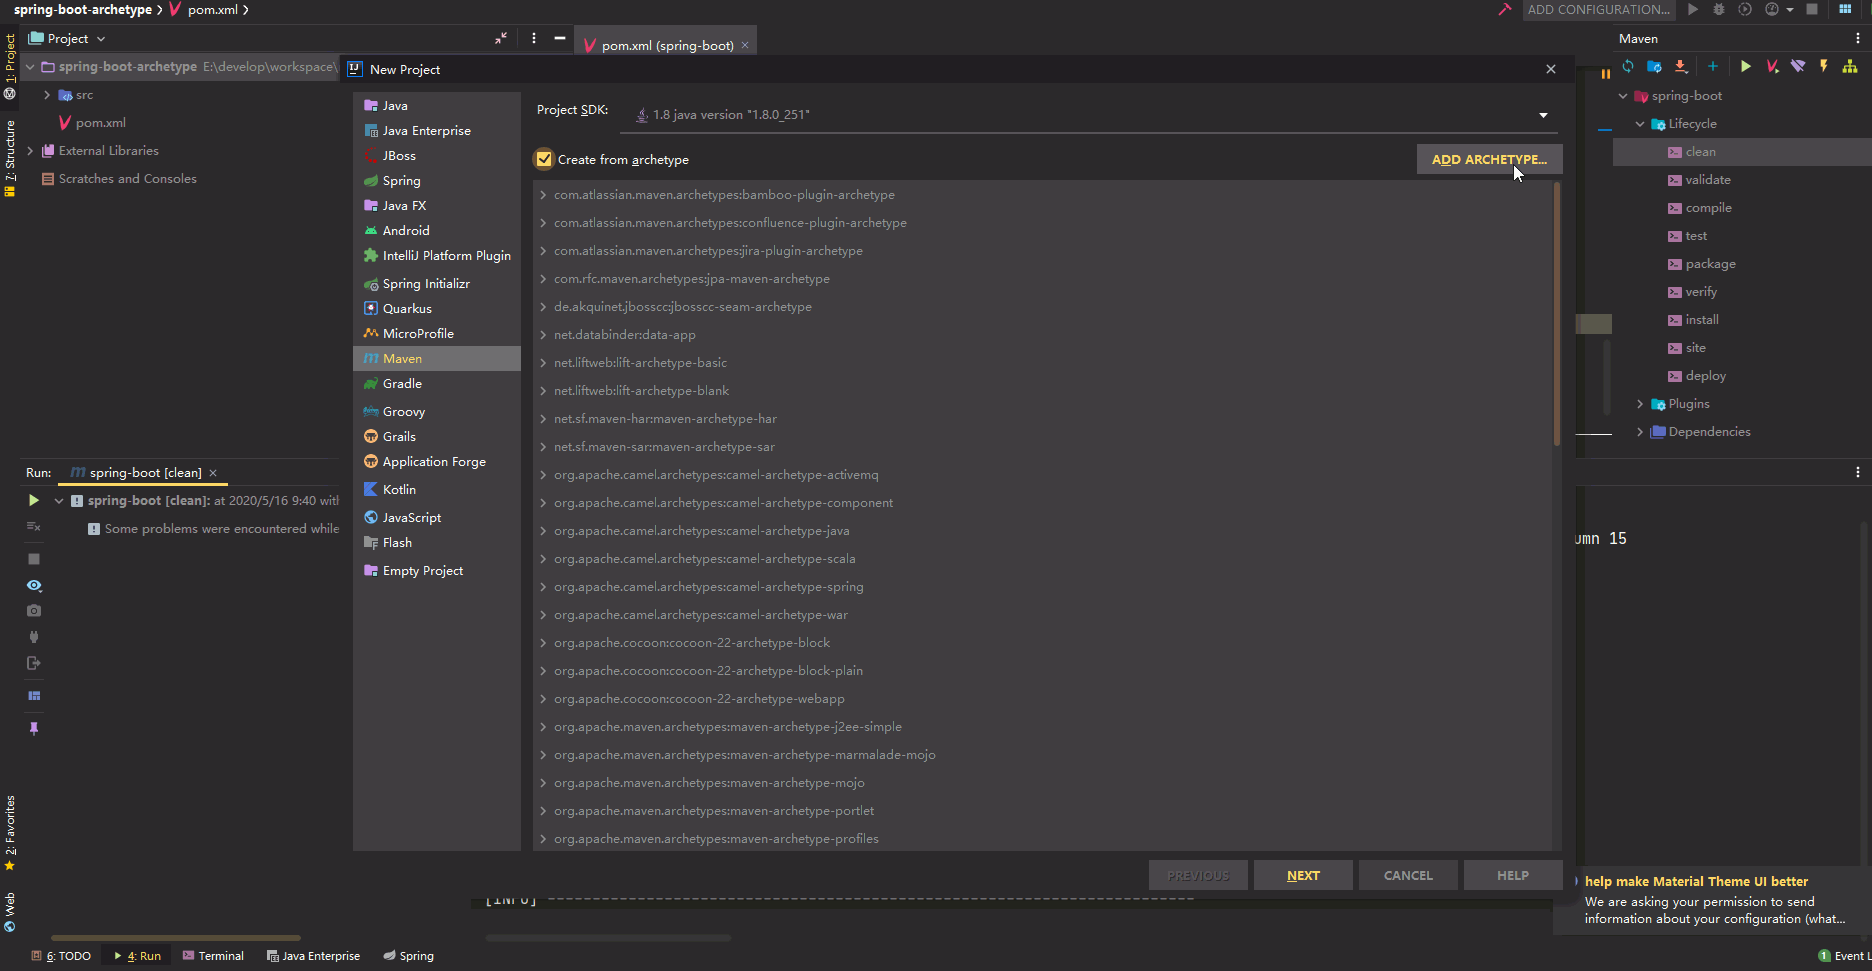 spring-boot-archetype
pom.xml
ADD CONFIGURATION...
1: Project
7: Structure
2: Favorites
Web
Project
spring-boot-archetype E:\develop\workspace\
src
pom.xml
External Libraries
Scratches and Consoles
pom.xml (spring-boot)
New Project
Java
Java Enterprise
JBoss
Spring
Java FX
Android
IntelliJ Platform Plugin
Spring Initializr
Quarkus
MicroProfile
Maven
Gradle
Groovy
Grails
Application Forge
Kotlin
JavaScript
Flash
Empty Project
Project SDK:
1.8 java version "1.8.0_251"
Create from archetype
ADD ARCHETYPE...
com.atlassian.maven.archetypes:bamboo-plugin-archetype
com.atlassian.maven.archetypes:confluence-plugin-archetype
com.atlassian.maven.archetypes:jira-plugin-archetype
com.rfc.maven.archetypes:jpa-maven-archetype
de.akquinet.jbosscc:jbosscc-seam-archetype
net.databinder:data-app
net.liftweb:lift-archetype-basic
net.liftweb:lift-archetype-blank
net.sf.maven-har:maven-archetype-har
net.sf.maven-sar:maven-archetype-sar
org.apache.camel.archetypes:camel-archetype-activemq
org.apache.camel.archetypes:camel-archetype-component
org.apache.camel.archetypes:camel-archetype-java
org.apache.camel.archetypes:camel-archetype-scala
org.apache.camel.archetypes:camel-archetype-spring
org.apache.camel.archetypes:camel-archetype-war
org.apache.cocoon:cocoon-22-archetype-block
org.apache.cocoon:cocoon-22-archetype-block-plain
org.apache.cocoon:cocoon-22-archetype-webapp
org.apache.maven.archetypes:maven-archetype-j2ee-simple
org.apache.maven.archetypes:maven-archetype-marmalade-mojo
org.apache.maven.archetypes:maven-archetype-mojo
org.apache.maven.archetypes:maven-archetype-portlet
org.apache.maven.archetypes:maven-archetype-profiles
PREVIOUS
NEXT
CANCEL
HELP
Maven
spring-boot
Lifecycle
clean
validate
compile
test
package
verify
install
site
deploy
Plugins
Dependencies
Run:
spring-boot [clean]
spring-boot [clean]: at 2020/5/16 9:40 with
Some problems were encountered while
umn 15
[INFO] ------------------------------------------------------------------------
help make Material Theme UI better
We are asking your permission to send
information about your configuration (what...
6: TODO
4: Run
Terminal
Java Enterprise
Spring
1 Event L